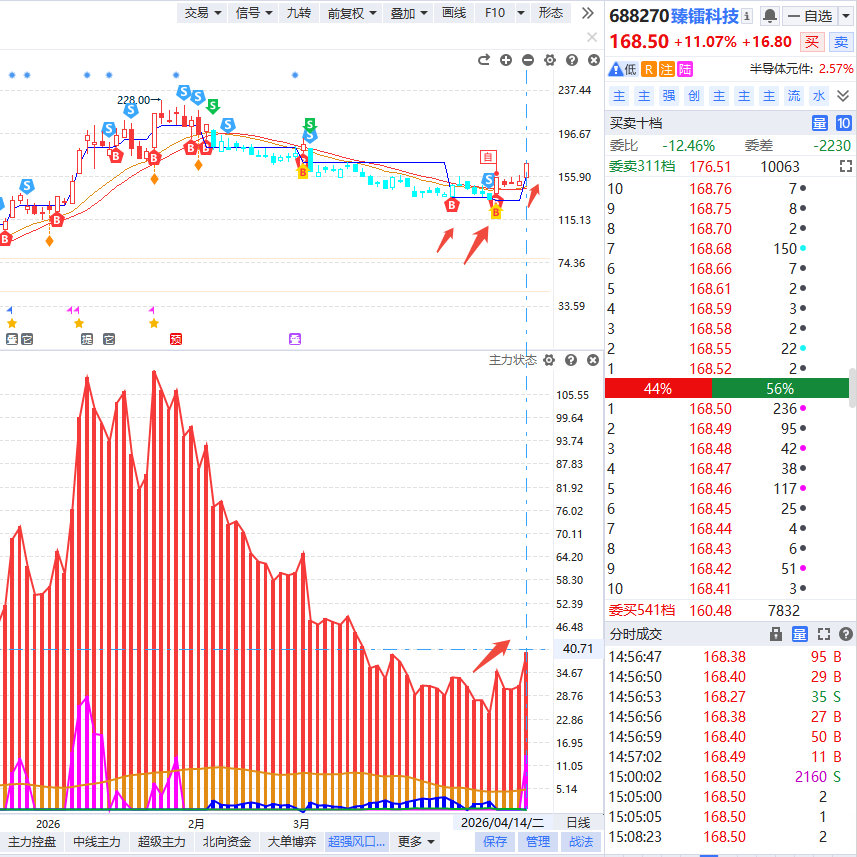 交易 信号 九转 前复权 叠加 画线 F10 形态
237.44
228.00
196.67
155.90
115.13
74.36
33.59
S S S S S S S S S S
B B B B B B B B B
自
叠 它 提 它 预 叠
主力状态
105.55
99.64
93.74
87.83
81.92
76.02
70.11
64.20
58.30
52.39
46.48
40.71
34.67
28.76
22.86
16.95
11.05
5.14
2026 2月 3月 2026/04/14/二 日线
主力控盘 中线主力 超级主力 北向资金 大单博弈 超强风口... 更多 保存 管理 战法
688270 臻镭科技 自选
168.50 +11.07% +16.80 买 卖
低 R 注 陆 半导体元件: 2.57%
主 主 强 创 主 主 主 流 水
买卖十档 量 10
委比 -12.46% 委差 -2230
委卖311档 176.51 10063
10 168.76 7
9 168.75 8
8 168.70 2
7 168.68 150
6 168.66 7
5 168.61 2
4 168.59 3
3 168.58 2
2 168.55 22
1 168.52 2
44% 56%
1 168.50 236
2 168.49 95
3 168.48 42
4 168.47 38
5 168.46 117
6 168.45 25
7 168.44 4
8 168.43 6
9 168.42 51
10 168.41 3
委买541档 160.48 7832
分时成交 量
14:56:47 168.38 95 B
14:56:50 168.40 29 B
14:56:53 168.27 35 S
14:56:56 168.38 27 B
14:56:59 168.40 50 B
14:57:02 168.49 11 B
15:00:02 168.50 2160 S
15:05:00 168.50 2
15:05:05 168.50 1
15:08:23 168.50 2